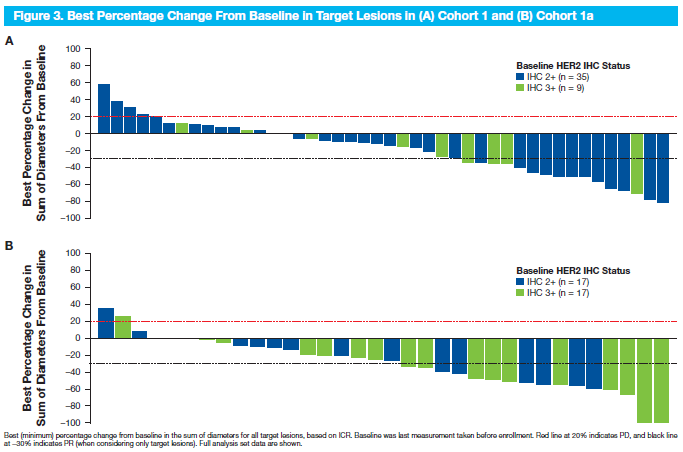 Figure 3. Best Percentage Change From Baseline in Target Lesions in (A) Cohort 1 and (B) Cohort 1a
A
Best Percentage Change in
Sum of Diameters From Baseline
100
80
60
40
20
0
−20
−40
−60
−80
−100
Baseline HER2 IHC Status
IHC 2+ (n = 35)
IHC 3+ (n = 9)
B
Best Percentage Change in
Sum of Diameters From Baseline
100
80
60
40
20
0
−20
−40
−60
−80
−100
Baseline HER2 IHC Status
IHC 2+ (n = 17)
IHC 3+ (n = 17)
Best (minimum) percentage change from baseline in the sum of diameters for all target lesions, based on ICR. Baseline was last measurement taken before enrollment. Red line at 20% indicates PD, and black line
at −30% indicates PR (when considering only target lesions). Full analysis set data are shown.